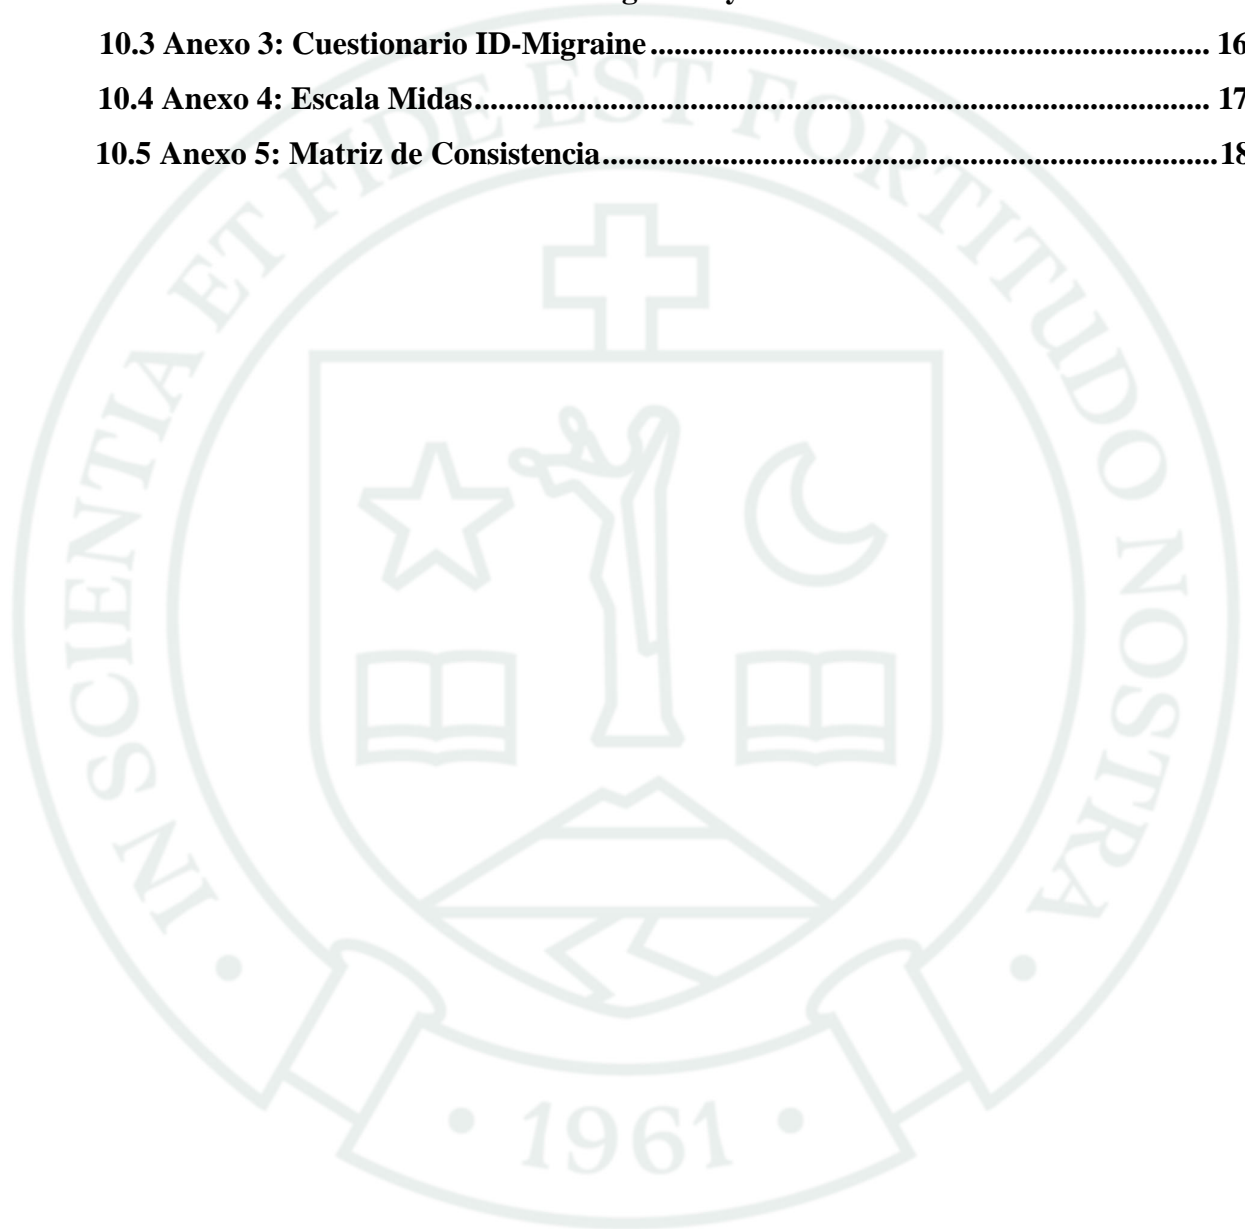 10.3 Anexo 3: Cuestionario ID-Migraine........................................................................ 16
10.4 Anexo 4: Escala Midas.............................................................................................. 17
10.5 Anexo 5: Matriz de Consistencia..............................................................................18
IN SCIENTIA ET FIDE EST FORTITUDO NOSTRA
• 1961 •